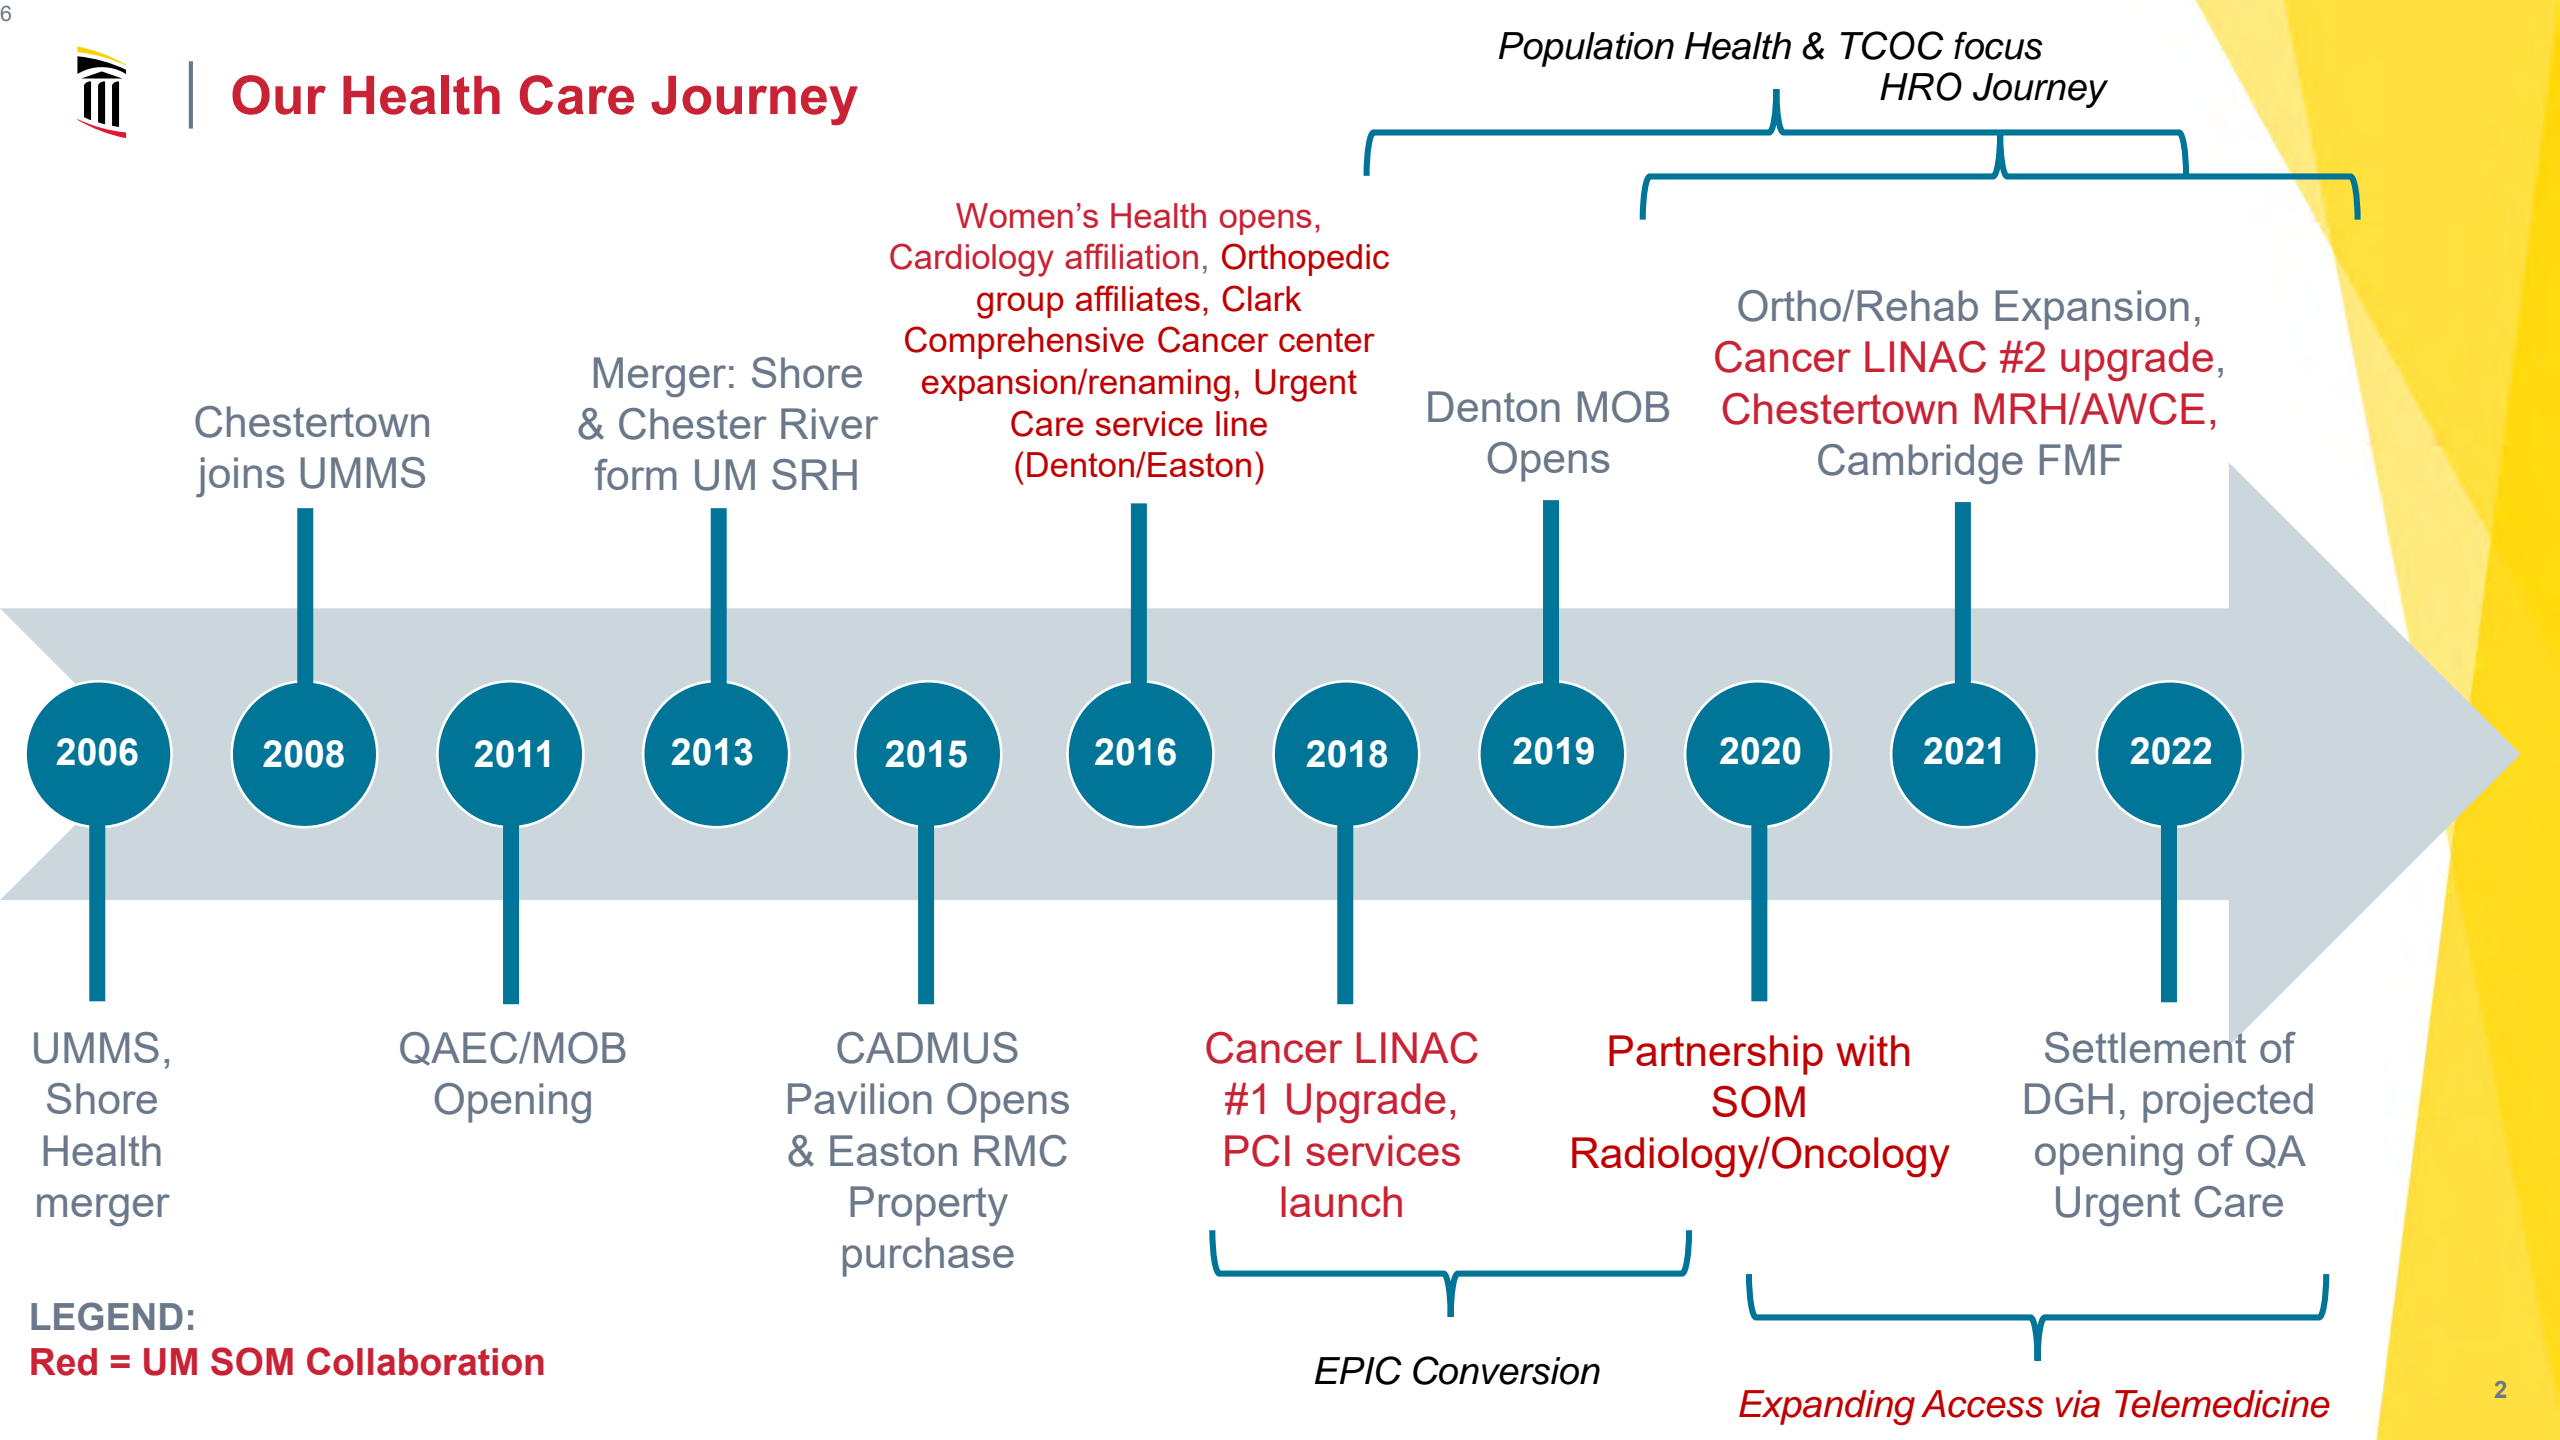 6
Our Health Care Journey
Population Health & TCOC focus
HRO Journey
Women’s Health opens,
Cardiology affiliation, Orthopedic
group affiliates, Clark
Comprehensive Cancer center
expansion/renaming, Urgent
Care service line
(Denton/Easton)
Ortho/Rehab Expansion,
Cancer LINAC #2 upgrade,
Chestertown MRH/AWCE,
Cambridge FMF
Merger: Shore
& Chester River
form UM SRH
Denton MOB
Opens
Chestertown
joins UMMS
2006
2008
2011
2013
2015
2016
2018
2019
2020
2021
2022
UMMS,
Shore
Health
merger
QAEC/MOB
Opening
CADMUS
Pavilion Opens
& Easton RMC
Property
purchase
Cancer LINAC
#1 Upgrade,
PCI services
launch
Partnership with
SOM
Radiology/Oncology
Settlement of
DGH, projected
opening of QA
Urgent Care
LEGEND:
Red = UM SOM Collaboration
EPIC Conversion
Expanding Access via Telemedicine
2